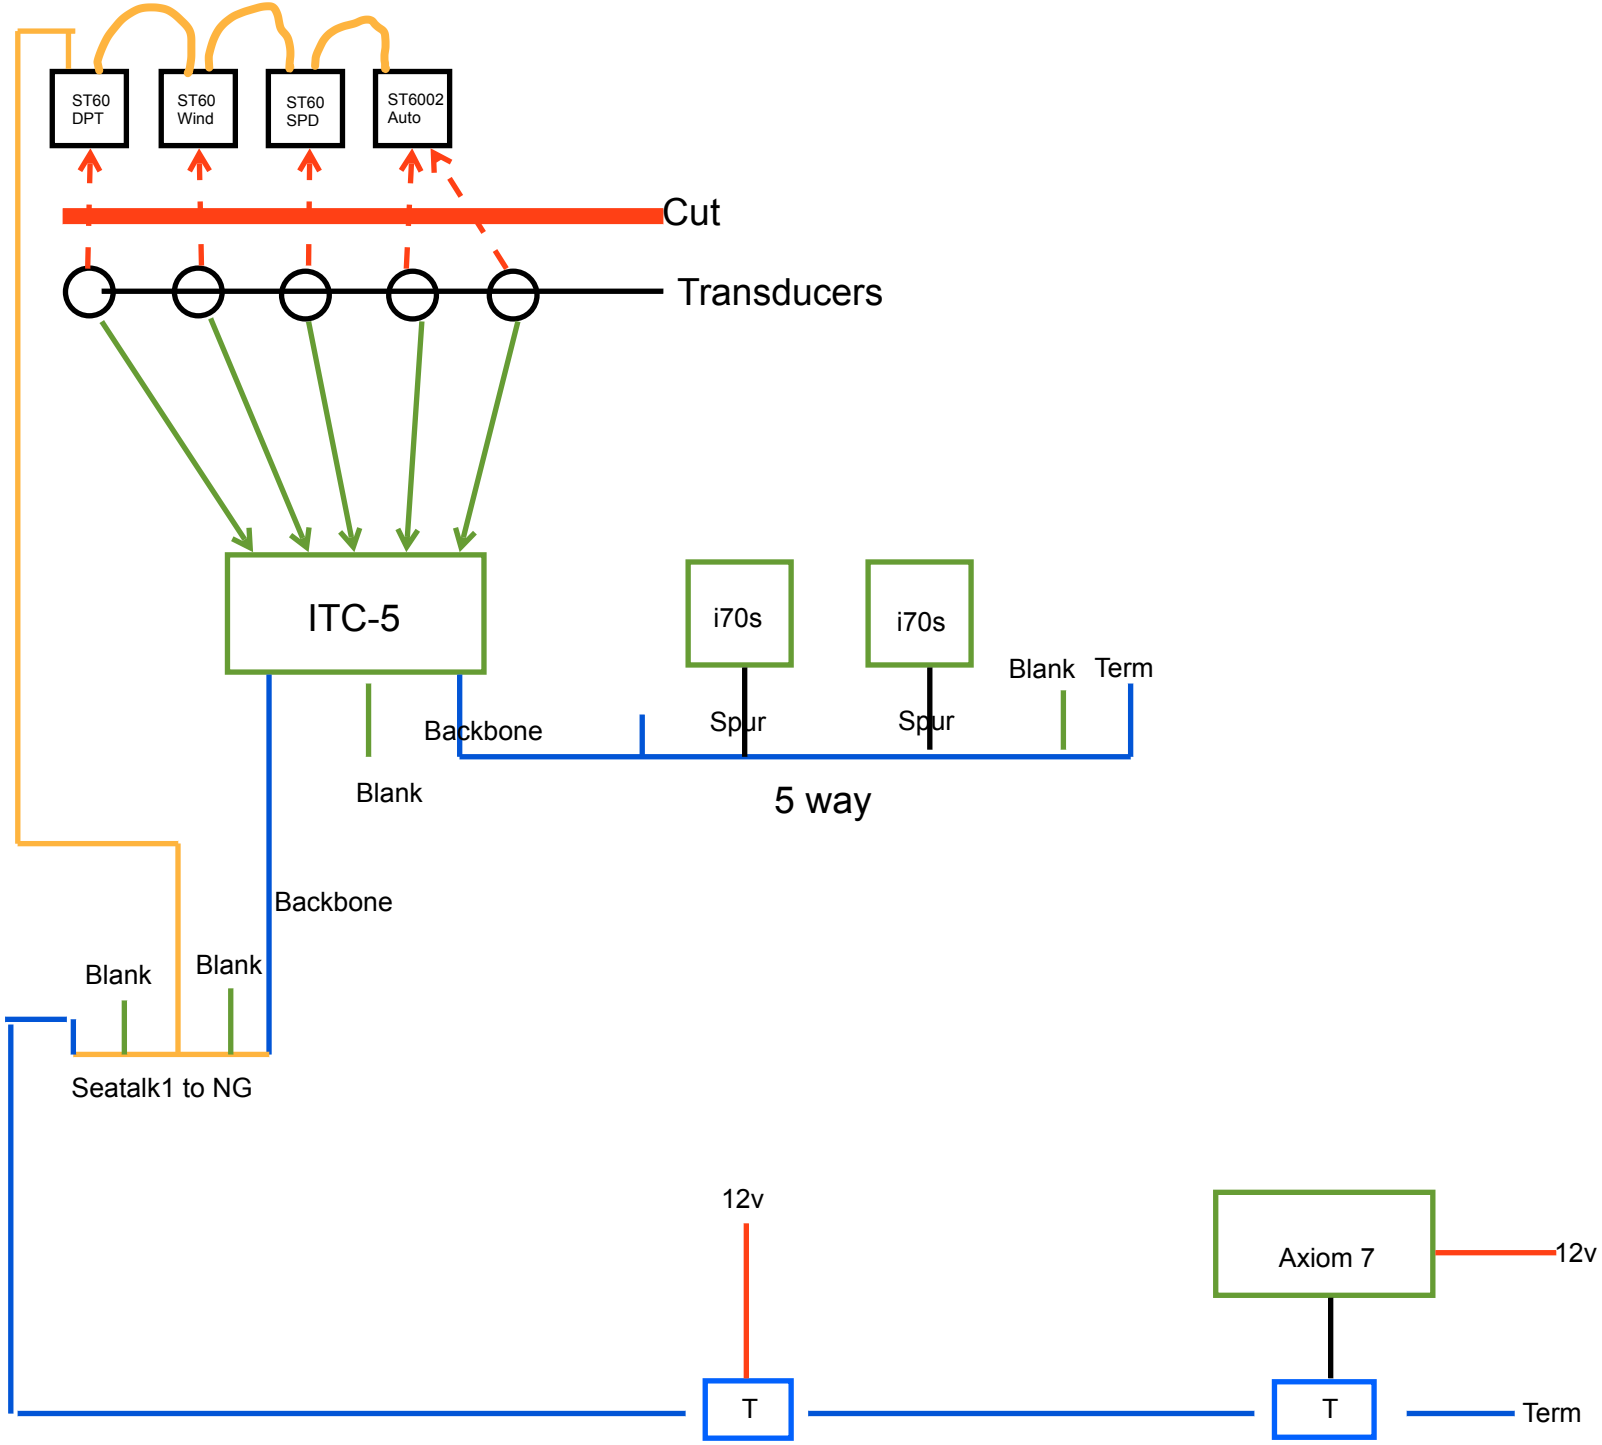 ST60
DPT
ST60
Wind
ST60
SPD
ST6002
Auto
Cut
Transducers
ITC-5
i70s
i70s
Blank
Term
Spur
Spur
Backbone
Blank
5 way
Backbone
Blank
Blank
Seatalk1 to NG
12v
Axiom 7
12v
T
T
Term